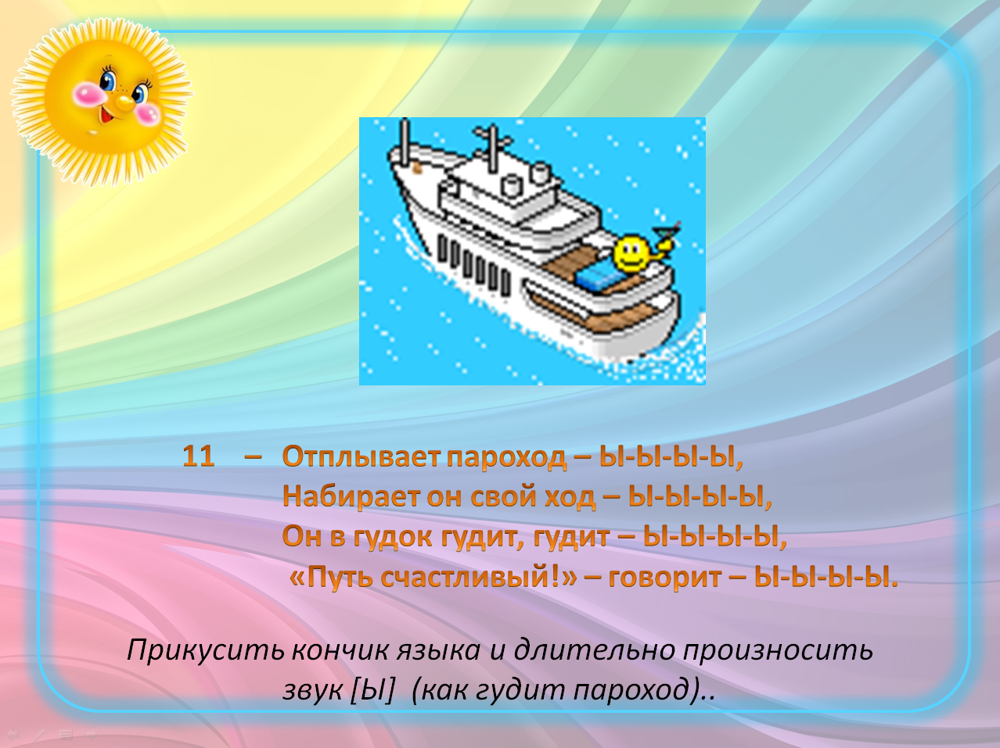 11 – Отплывает пароход – Ы-Ы-Ы-Ы,
Набирает он свой ход – Ы-Ы-Ы-Ы,
Он в гудок гудит, гудит – Ы-Ы-Ы-Ы,
«Путь счастливый!» – говорит – Ы-Ы-Ы-Ы.
Прикусить кончик языка и длительно произносить
звук [Ы] (как гудит пароход)..